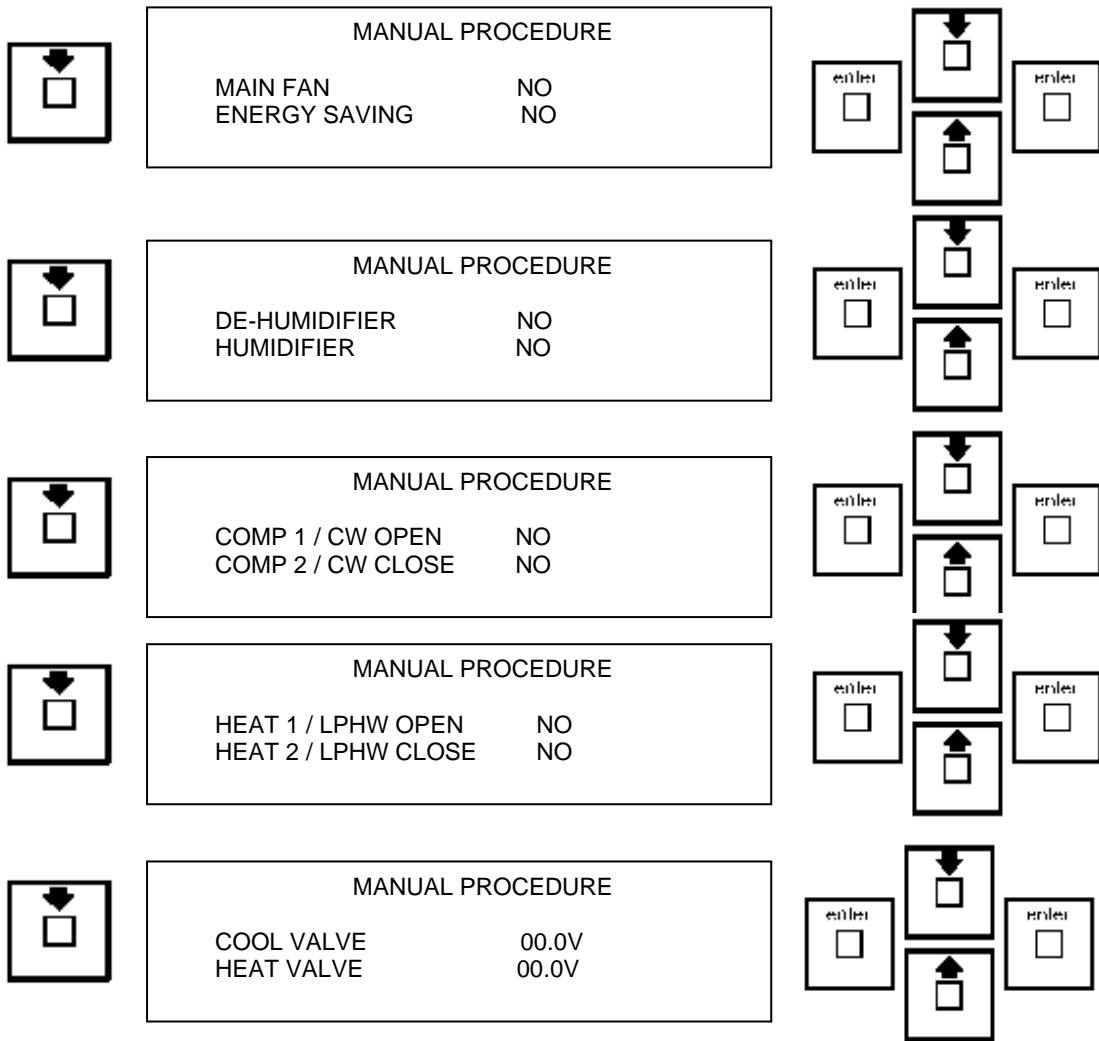 MANUAL PROCEDURE
MAIN FAN NO
ENERGY SAVING NO
enter
enter
MANUAL PROCEDURE
DE-HUMIDIFIER NO
HUMIDIFIER NO
enter
enter
MANUAL PROCEDURE
COMP 1 / CW OPEN NO
COMP 2 / CW CLOSE NO
enter
enter
MANUAL PROCEDURE
HEAT 1 / LPHW OPEN NO
HEAT 2 / LPHW CLOSE NO
enter
enter
MANUAL PROCEDURE
COOL VALVE 00.0V
HEAT VALVE 00.0V
enter
enter